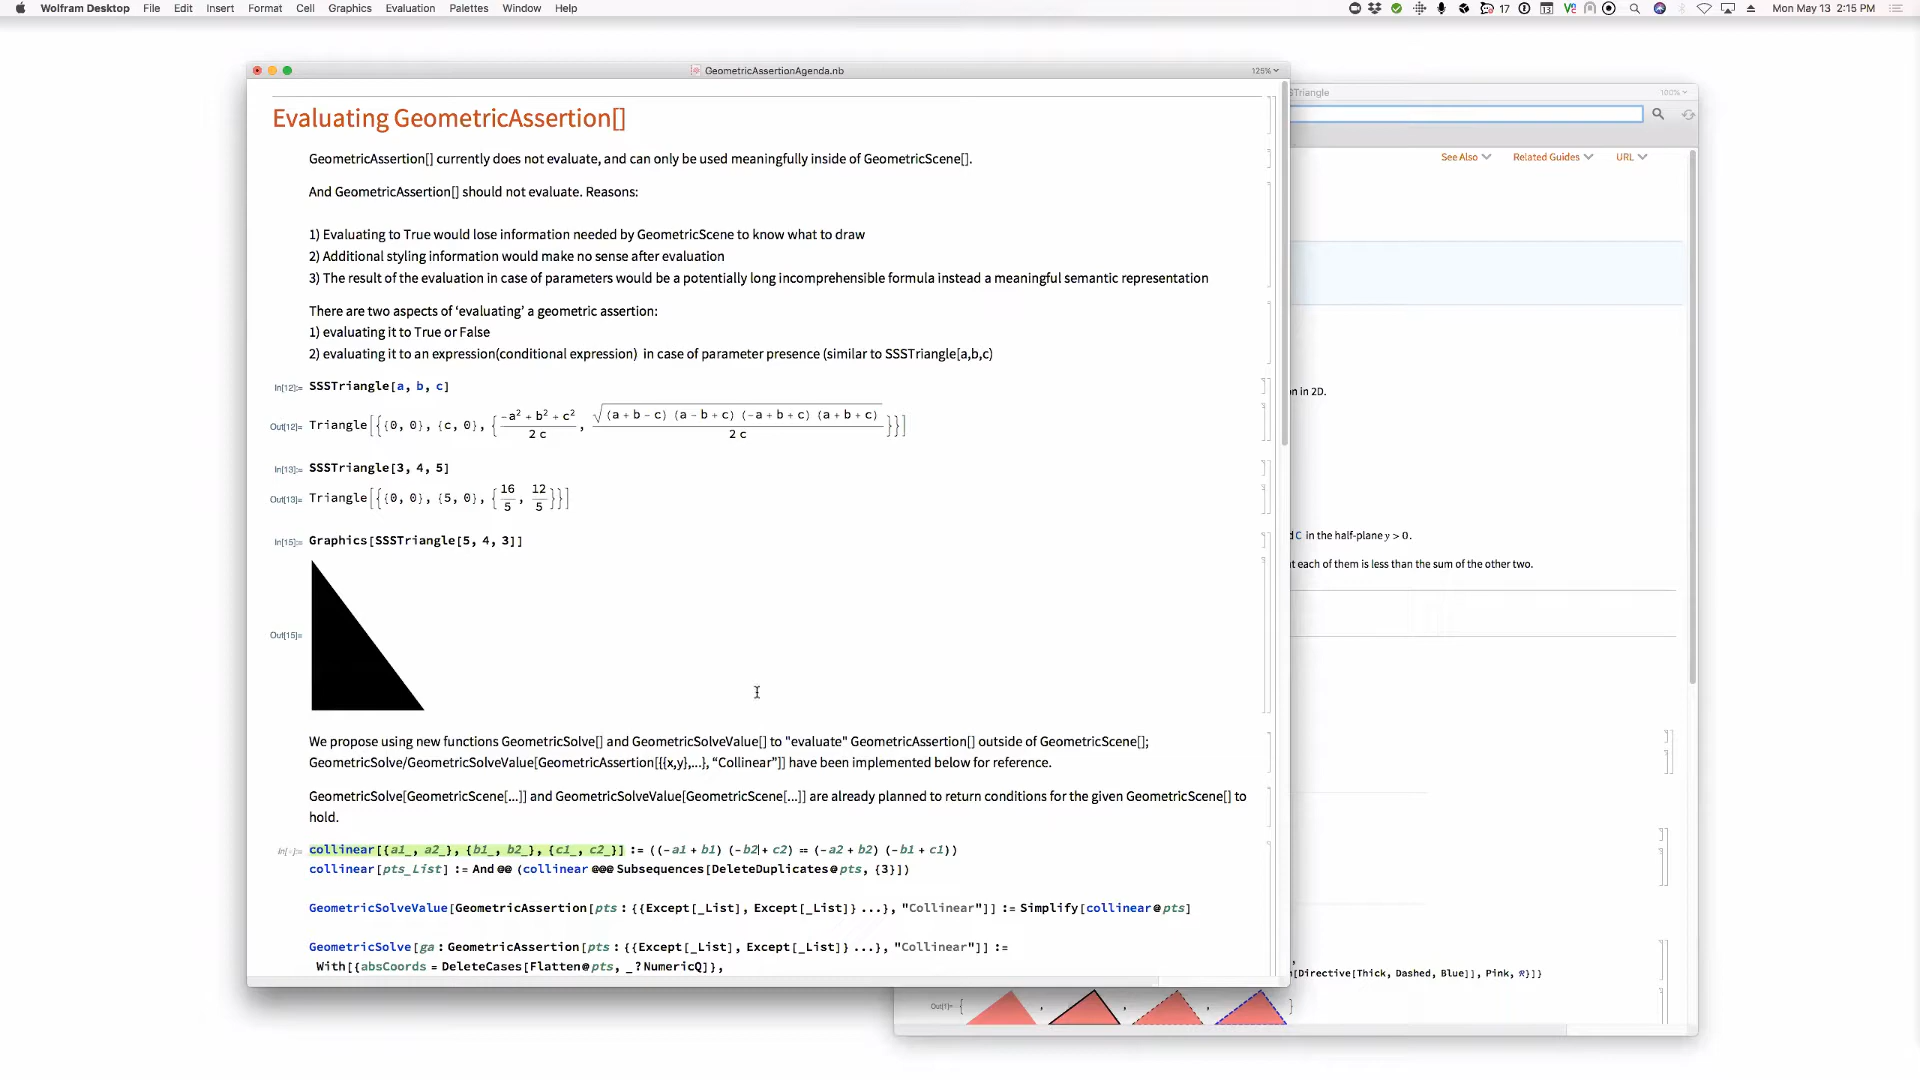 Wolfram Desktop File Edit Insert Format Cell Graphics Evaluation Palettes Window Help
17
13
Mon May 13 2:15 PM
GeometricAssertionAgenda.nb
125%
Evaluating GeometricAssertion[]
GeometricAssertion[] currently does not evaluate, and can only be used meaningfully inside of GeometricScene[].
And GeometricAssertion[] should not evaluate. Reasons:
1) Evaluating to True would lose information needed by GeometricScene to know what to draw
2) Additional styling information would make no sense after evaluation
3) The result of the evaluation in case of parameters would be a potentially long incomprehensible formula instead a meaningful semantic representation
There are two aspects of ‘evaluating’ a geometric assertion:
1) evaluating it to True or False
2) evaluating it to an expression(conditional expression)  in case of parameter presence (similar to SSSTriangle[a,b,c)
In[12]:= SSSTriangle[a, b, c]
Out[12]= Triangle[{{0, 0}, {c, 0}, {(-a² + b² + c²)/(2 c), √((a + b - c) (a - b + c) (-a + b + c) (a + b + c))/(2 c)}}]
In[13]:= SSSTriangle[3, 4, 5]
Out[13]= Triangle[{{0, 0}, {5, 0}, {16/5, 12/5}}]
In[15]:= Graphics[SSSTriangle[5, 4, 3]]
Out[15]=
We propose using new functions GeometricSolve[] and GeometricSolveValue[] to "evaluate" GeometricAssertion[] outside of GeometricScene[];
GeometricSolve/GeometricSolveValue[GeometricAssertion[{{x,y},...}, “Collinear”]] have been implemented below for reference.
GeometricSolve[GeometricScene[...]] and GeometricSolveValue[GeometricScene[...]] are already planned to return conditions for the given GeometricScene[] to
hold.
In[•]:= collinear[{a1_, a2_}, {b1_, b2_}, {c1_, c2_}] := ((-a1 + b1) (-b2 + c2) == (-a2 + b2) (-b1 + c1))
collinear[pts_List] := And @@ (collinear @@@ Subsequences[DeleteDuplicates@pts, {3}])
GeometricSolveValue[GeometricAssertion[pts : {{Except[_List], Except[_List]} ...}, "Collinear"]] := Simplify[collinear@pts]
GeometricSolve[ga : GeometricAssertion[pts : {{Except[_List], Except[_List]} ...}, "Collinear"]] :=
With[{absCoords = DeleteCases[Flatten@pts, _?NumericQ]},
STriangle
100%
See Also
Related Guides
URL
n in 2D.
C in the half-plane y > 0.
t each of them is less than the sum of the other two.
,
[Directive[Thick, Dashed, Blue]], Pink, ℛ}]}
Out[1]= { , , , }